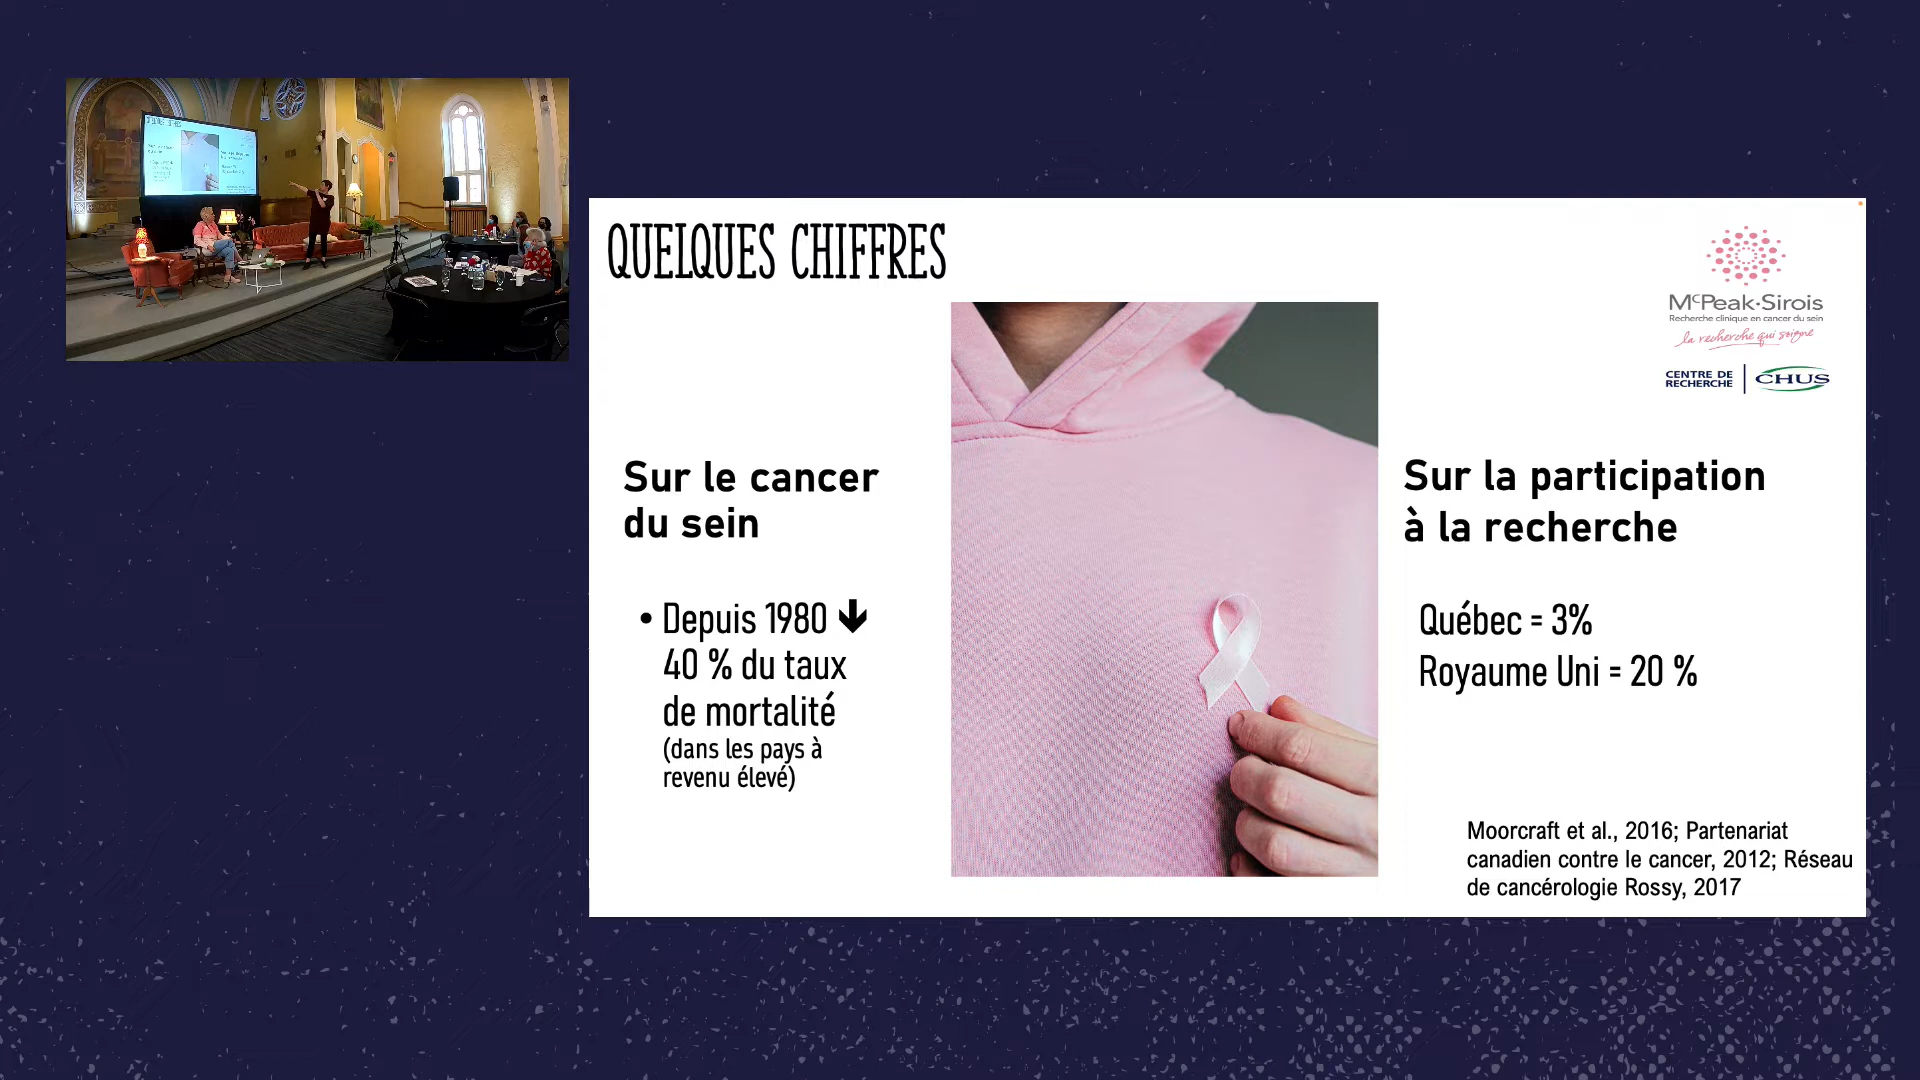 QUELQUES CHIFFRES
McPeak·Sirois
Recherche clinique en cancer du sein
la recherche qui soigne
CENTRE DE
RECHERCHE
CHUS
Sur le cancer
du sein
• Depuis 1980 ↓
40 % du taux
de mortalité
(dans les pays à
revenu élevé)
Sur la participation
à la recherche
Québec = 3%
Royaume Uni = 20 %
Moorcraft et al., 2016; Partenariat
canadien contre le cancer, 2012; Réseau
de cancérologie Rossy, 2017